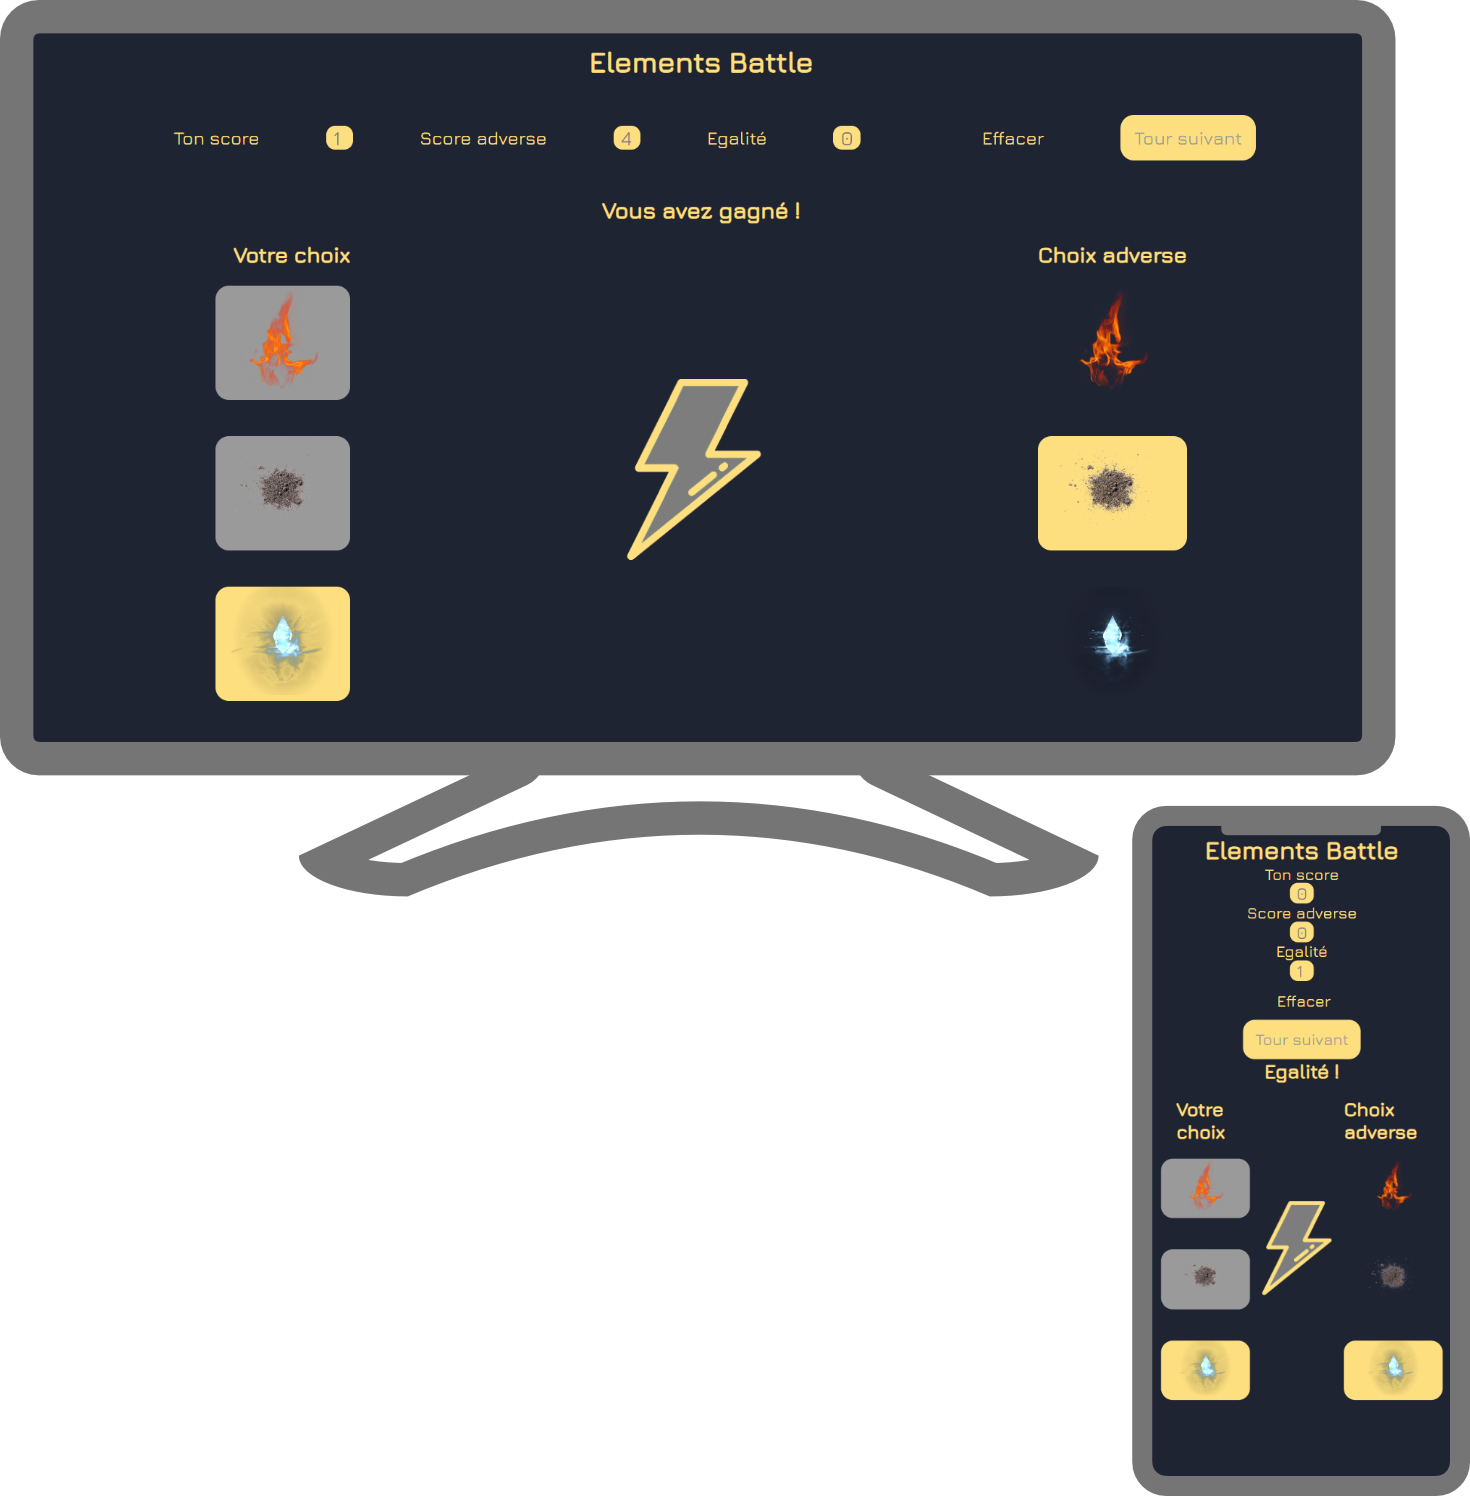 Elements Battle
Ton score 1 Score adverse 4 Egalité 0 Effacer Tour suivant
Vous avez gagné !
Votre choix Choix adverse
Elements Battle
Ton score
0
Score adverse
0
Egalité
1
Effacer
Tour suivant
Egalité !
Votre choix
Choix adverse